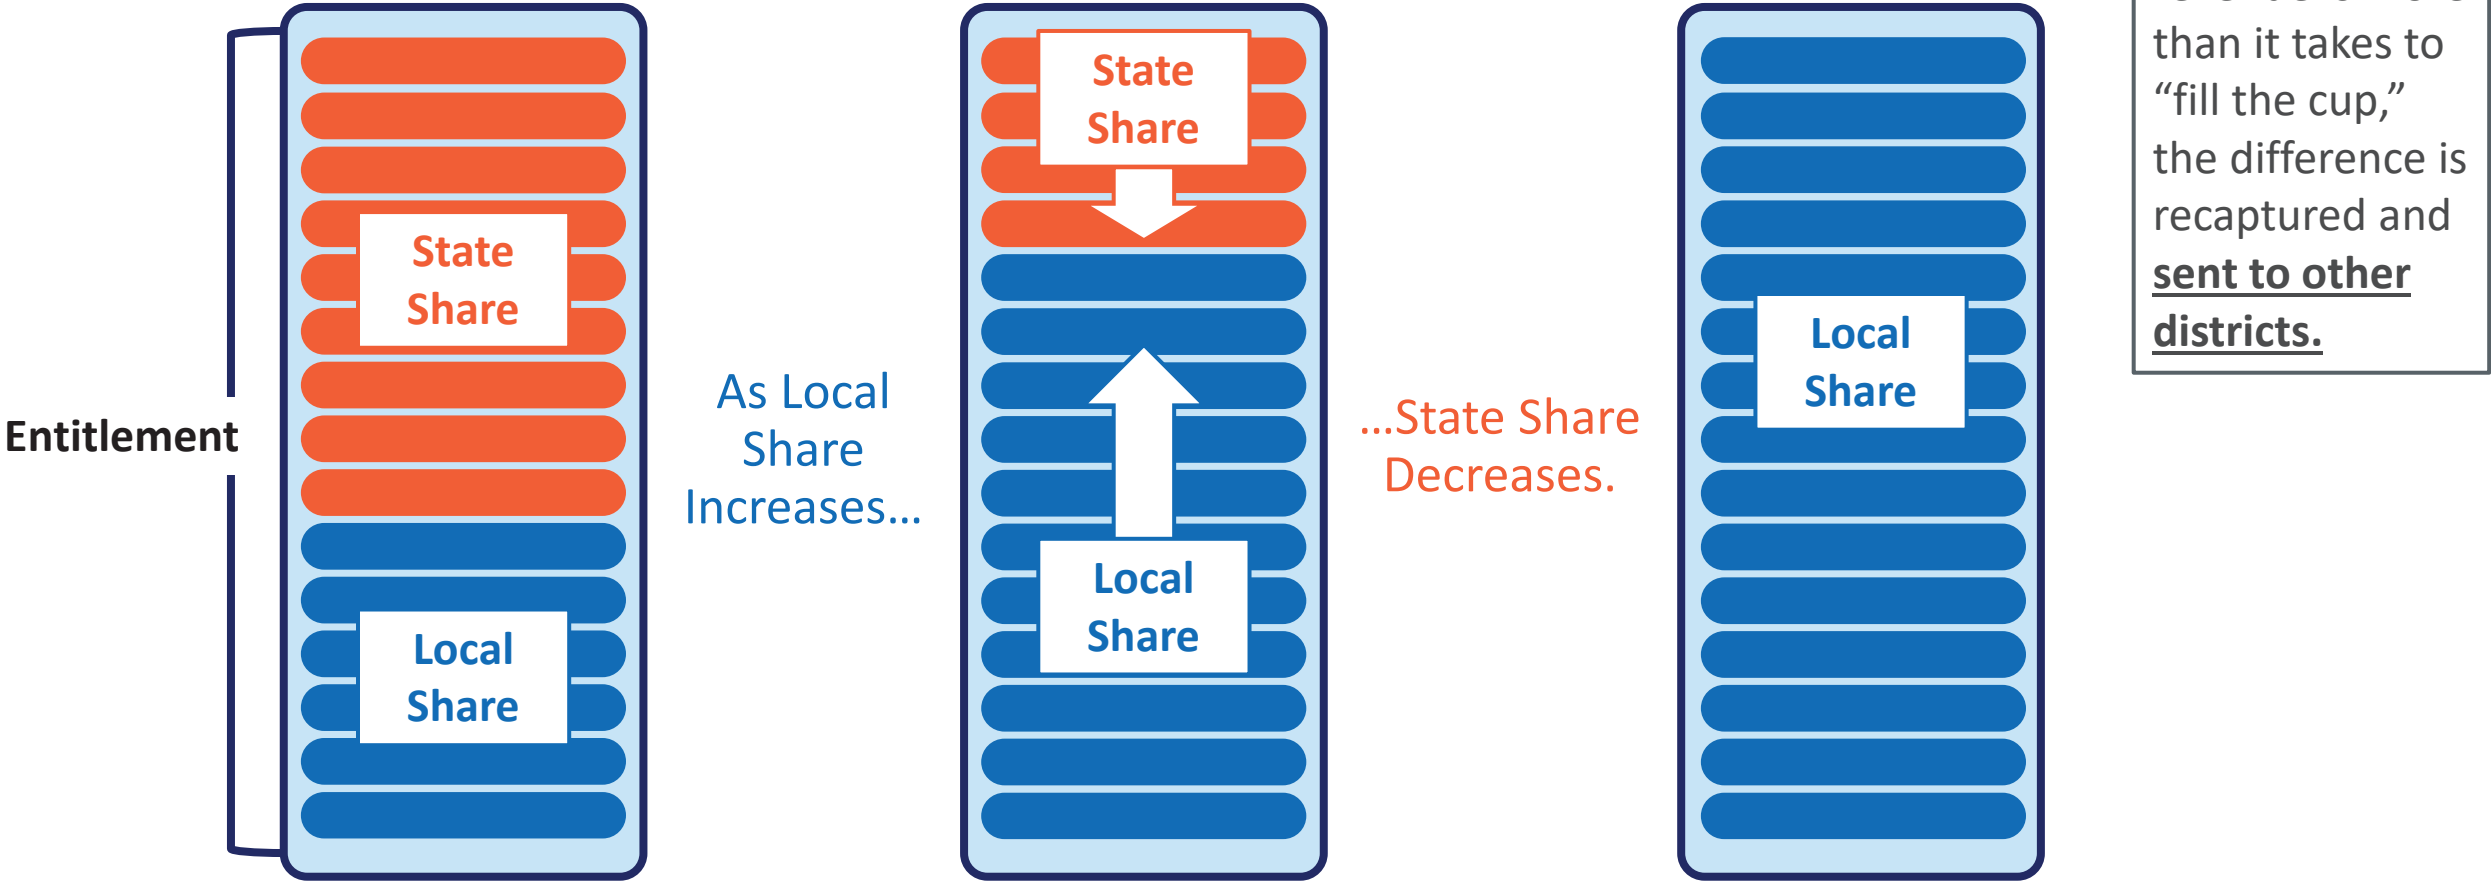 Entitlement
State
Share
Local
Share
As Local
Share
Increases...
State
Share
Local
Share
...State Share
Decreases.
Local
Share
than it takes to
“fill the cup,”
the difference is
recaptured and
sent to other
districts.